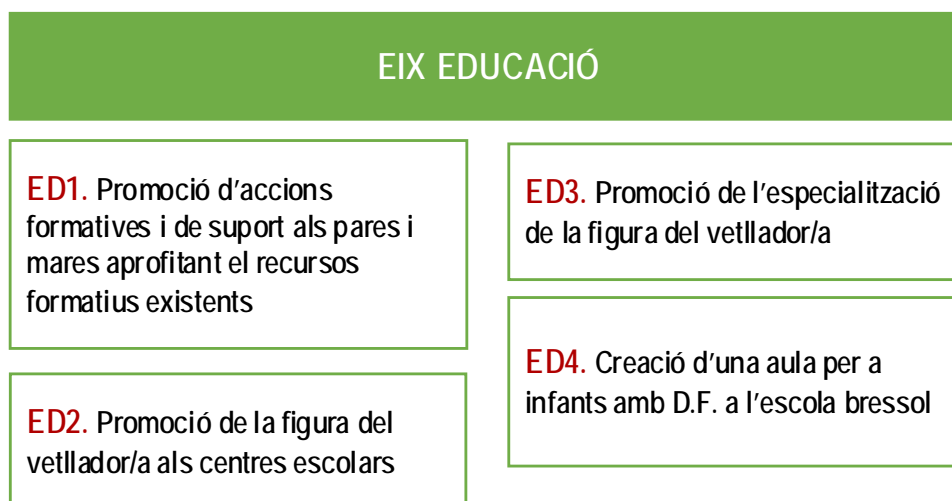 EIX EDUCACIÓ
ED1. Promoció d'accions
formatives i de suport als pares i
mares aprofitant el recursos
formatius existents
ED2. Promoció de la figura del
vetllador/a als centres escolars
ED3. Promoció de l'especialització
de la figura del vetllador/a
ED4. Creació d'una aula per a
infants amb D.F. a l'escola bressol